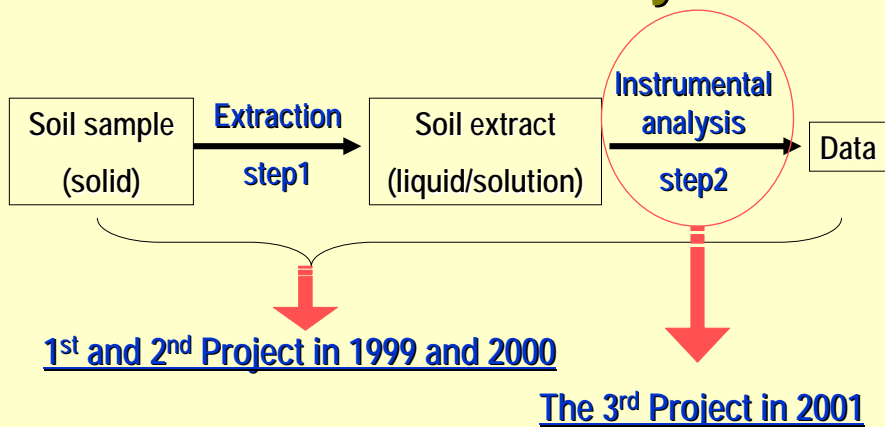 Soil sample
(solid)
Extraction
step1
Soil extract
(liquid/solution)
Instrumental
analysis
step2
Data
1st and 2nd Project in 1999 and 2000
The 3rd Project in 2001